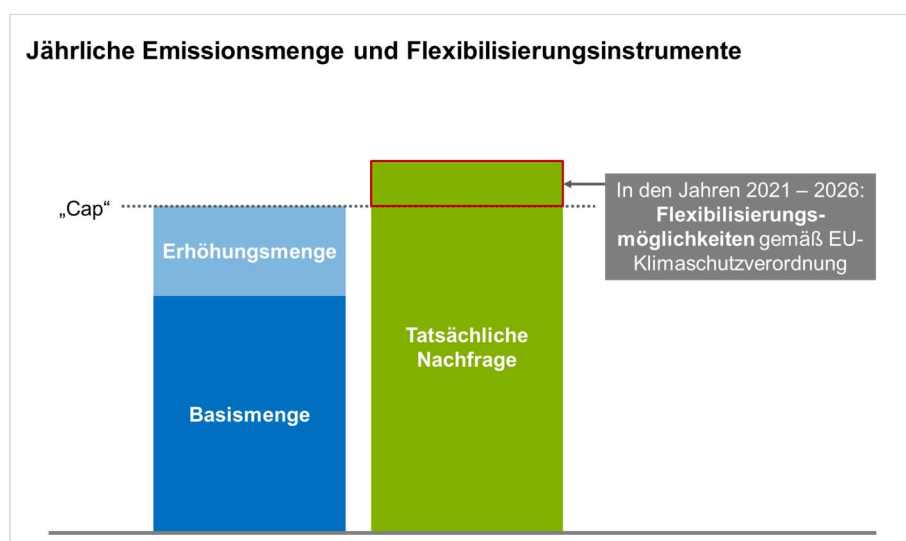 Jährliche Emissionsmenge und Flexibilisierungsinstrumente
„Cap“
Erhöhungsmenge
Basismenge
Tatsächliche
Nachfrage
In den Jahren 2021 – 2026:
Flexibilisierungs-
möglichkeiten gemäß EU-
Klimaschutzverordnung